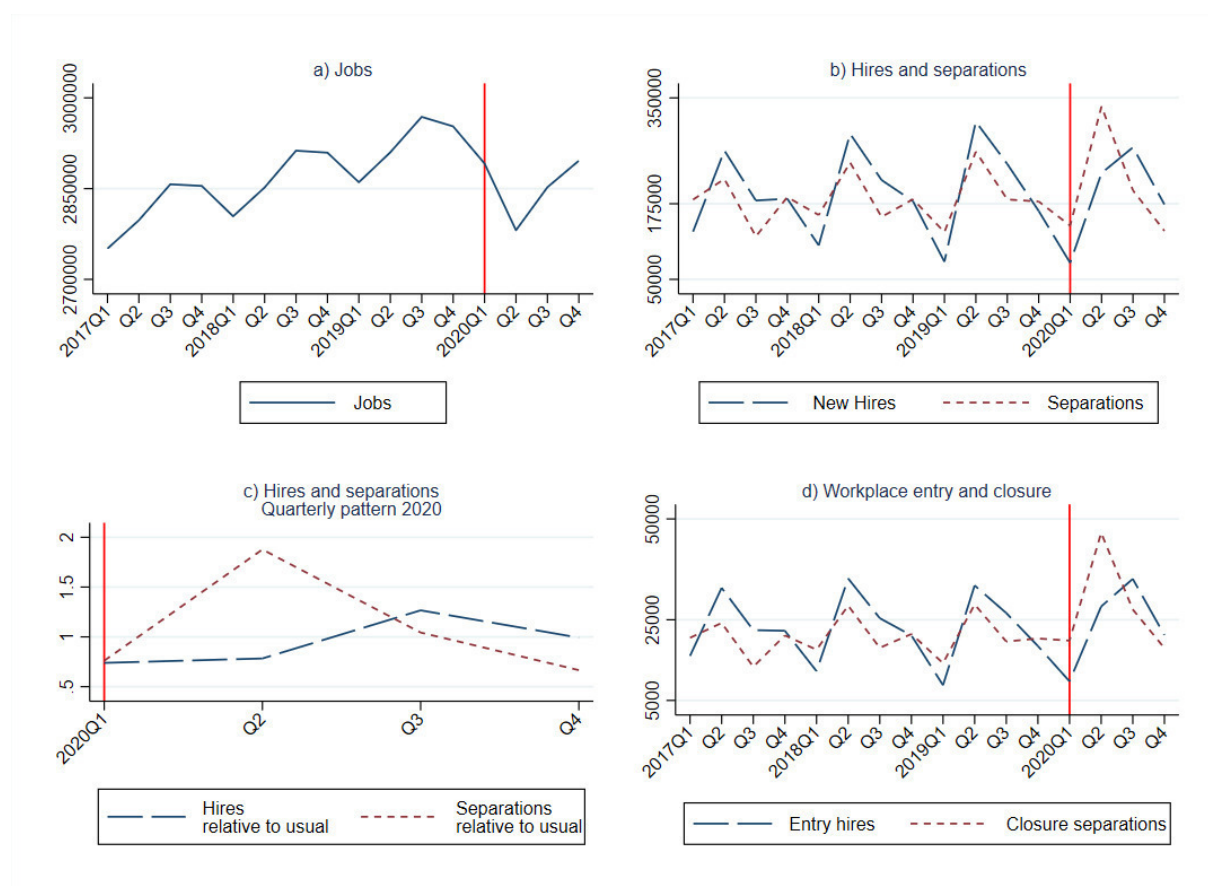 a) Jobs
3000000
2850000
2700000
2017Q1 Q2 Q3 Q4 2018Q1 Q2 Q3 Q4 2019Q1 Q2 Q3 Q4 2020Q1 Q2 Q3 Q4
Jobs
b) Hires and separations
350000
175000
50000
2017Q1 Q2 Q3 Q4 2018Q1 Q2 Q3 Q4 2019Q1 Q2 Q3 Q4 2020Q1 Q2 Q3 Q4
New Hires Separations
c) Hires and separations
Quarterly pattern 2020
2
1.5
1
.5
2020Q1 Q2 Q3 Q4
Hires
relative to usual
Separations
relative to usual
d) Workplace entry and closure
50000
25000
5000
2017Q1 Q2 Q3 Q4 2018Q1 Q2 Q3 Q4 2019Q1 Q2 Q3 Q4 2020Q1 Q2 Q3 Q4
Entry hires Closure separations